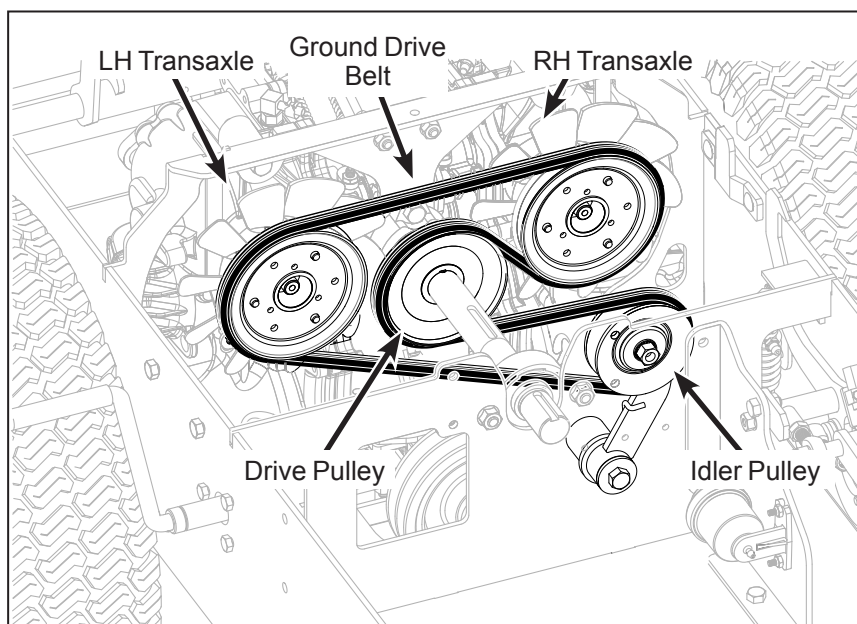 LH Transaxle
Ground Drive
Belt
RH Transaxle
Drive Pulley
Idler Pulley